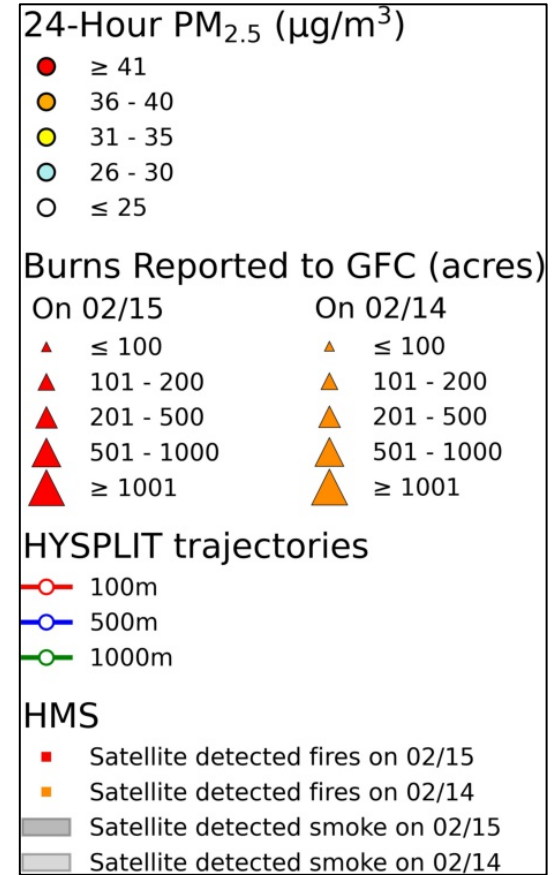 24-Hour PM2.5 (μg/m³)
≥ 41
36 - 40
31 - 35
26 - 30
≤ 25
Burns Reported to GFC (acres)
On 02/15 On 02/14
≤ 100 ≤ 100
101 - 200 101 - 200
201 - 500 201 - 500
501 - 1000 501 - 1000
≥ 1001 ≥ 1001
HYSPLIT trajectories
100m
500m
1000m
HMS
Satellite detected fires on 02/15
Satellite detected fires on 02/14
Satellite detected smoke on 02/15
Satellite detected smoke on 02/14